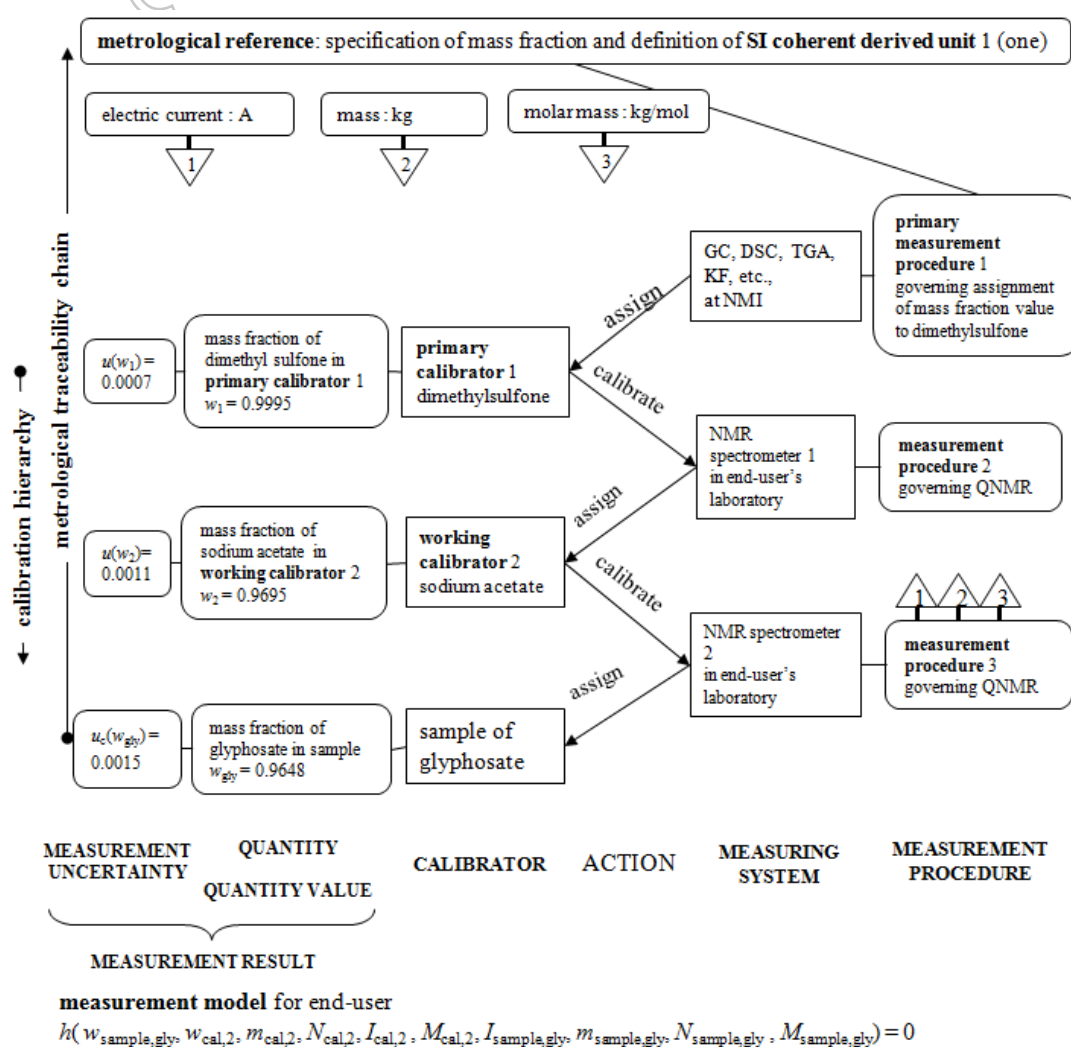 metrological reference: specification of mass fraction and definition of SI coherent derived unit 1 (one)
electric current : A
mass : kg
molar mass : kg/mol
1
2
3
metrological traceability chain
calibration hierarchy
GC, DSC, TGA,
KF, etc.,
at NMI
primary
measurement
procedure 1
governing assignment
of mass fraction value
to dimethylsulfone
assign
u(w1) =
0.0007
mass fraction of
dimethyl sulfone in
primary calibrator 1
w1 = 0.9995
primary
calibrator 1
dimethylsulfone
calibrate
NMR
spectrometer 1
in end-user's
laboratory
measurement
procedure 2
governing QNMR
assign
u(w2)=
0.0011
mass fraction of
sodium acetate in
working calibrator 2
w2 = 0.9695
working
calibrator 2
sodium acetate
calibrate
1
2
3
NMR spectrometer
2
in end-user's
laboratory
measurement
procedure 3
governing QNMR
assign
uc(wgly) =
0.0015
mass fraction of
glyphosate in sample
wgly = 0.9648
sample of
glyphosate
MEASUREMENT
UNCERTAINTY
QUANTITY
QUANTITY VALUE
CALIBRATOR
ACTION
MEASURING
SYSTEM
MEASUREMENT
PROCEDURE
MEASUREMENT RESULT
measurement model for end-user
h( wsample,gly, wcal,2, mcal,2, Ncal,2, Ical,2 , Mcal,2, Isample,gly, msample,gly, Nsample,gly , Msample,gly) = 0